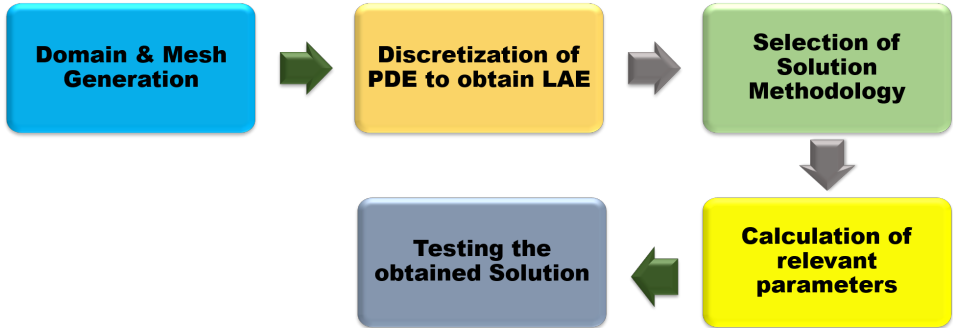 Domain & Mesh
Generation
Discretization of
PDE to obtain LAE
Selection of
Solution
Methodology
Calculation of
relevant
parameters
Testing the
obtained Solution